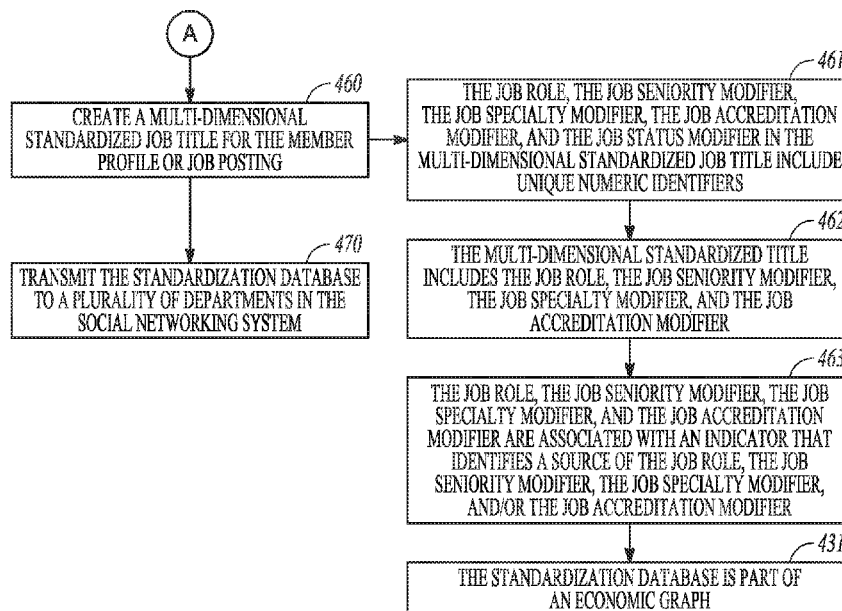 A
460
CREATE A MULTI-DIMENSIONAL
STANDARDIZED JOB TITLE FOR THE MEMBER
PROFILE OR JOB POSTING
470
TRANSMIT THE STANDARDIZATION DATABASE
TO A PLURALITY OF DEPARTMENTS IN THE
SOCIAL NETWORKING SYSTEM
461
THE JOB ROLE, THE JOB SENIORITY MODIFIER,
THE JOB SPECIALTY MODIFIER, THE JOB ACCREDITATION
MODIFIER, AND THE JOB STATUS MODIFIER IN THE
MULTI-DIMENSIONAL STANDARDIZED JOB TITLE INCLUDE
UNIQUE NUMERIC IDENTIFIERS
462
THE MULTI-DIMENSIONAL STANDARDIZED TITLE
INCLUDES THE JOB ROLE, THE JOB SENIORITY MODIFIER,
THE JOB SPECIALTY MODIFIER, AND THE JOB
ACCREDITATION MODIFIER
463
THE JOB ROLE, THE JOB SENIORITY MODIFIER, THE JOB
SPECIALTY MODIFIER, AND THE JOB ACCREDITATION
MODIFIER ARE ASSOCIATED WITH AN INDICATOR THAT
IDENTIFIES A SOURCE OF THE JOB ROLE, THE JOB
SENIORITY MODIFIER, THE JOB SPECIALTY MODIFIER,
AND/OR THE JOB ACCREDITATION MODIFIER
431
THE STANDARDIZATION DATABASE IS PART OF
AN ECONOMIC GRAPH